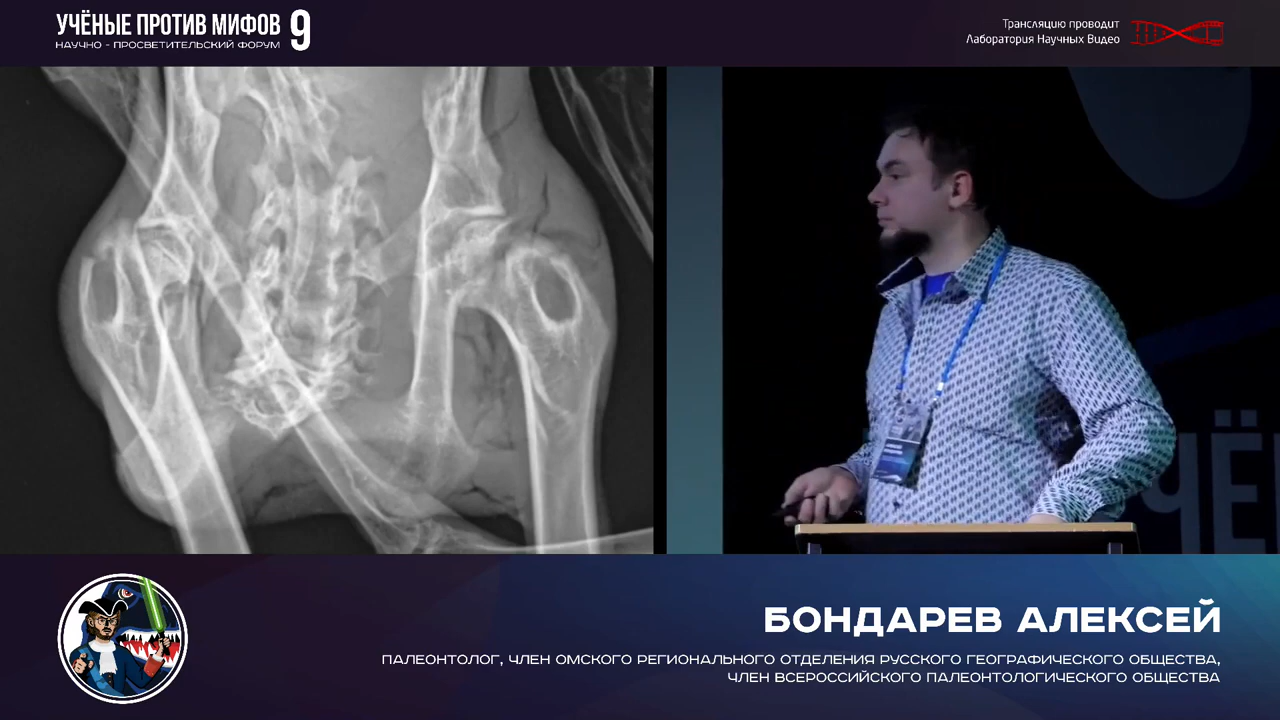 УЧЁНЫЕ ПРОТИВ МИФОВ 9
НАУЧНО - ПРОСВЕТИТЕЛЬСКИЙ ФОРУМ
Трансляцию проводит
Лаборатория Научных Видео
ЧЁ
БОНДАРЕВ АЛЕКСЕЙ
ПАЛЕОНТОЛОГ, ЧЛЕН ОМСКОГО РЕГИОНАЛЬНОГО ОТДЕЛЕНИЯ РУССКОГО ГЕОГРАФИЧЕСКОГО ОБЩЕСТВА,
ЧЛЕН ВСЕРОССИЙСКОГО ПАЛЕОНТОЛОГИЧЕСКОГО ОБЩЕСТВА